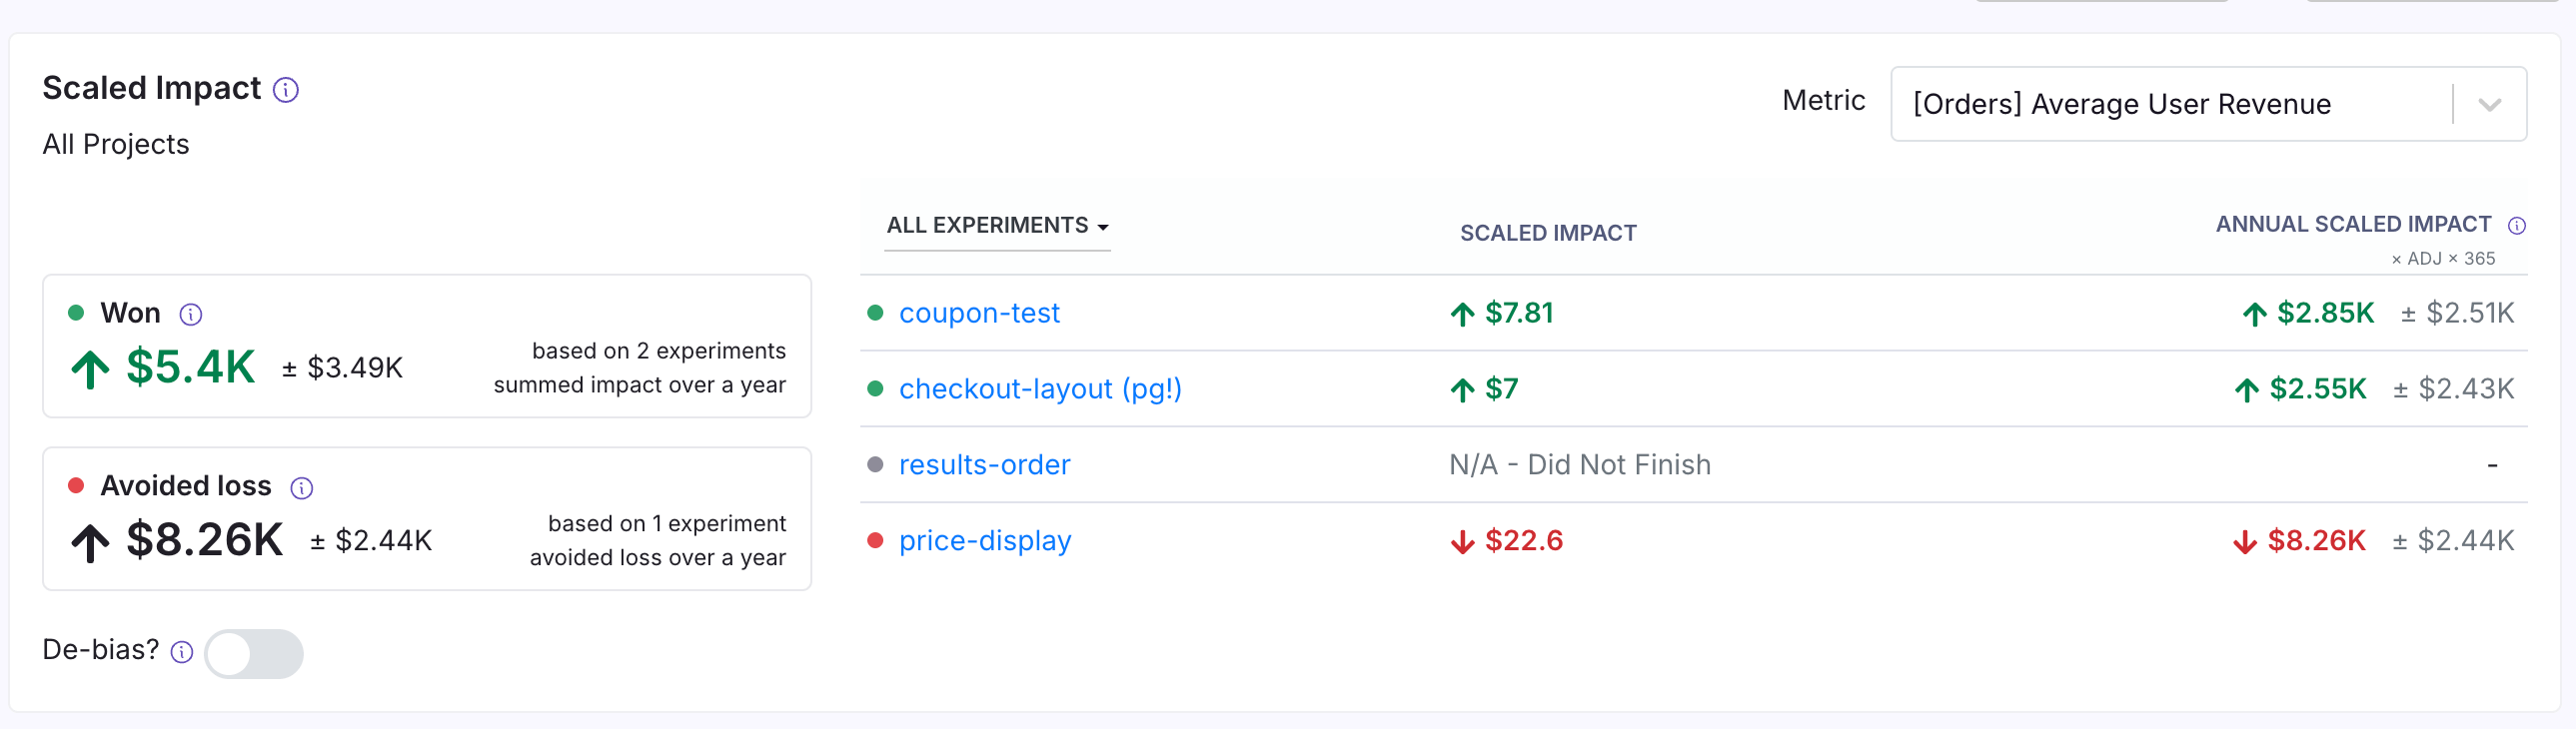 Scaled Impact
All Projects
Metric
[Orders] Average User Revenue
Won
$5.4K ± $3.49K
based on 2 experiments
summed impact over a year
Avoided loss
$8.26K ± $2.44K
based on 1 experiment
avoided loss over a year
De-bias?
ALL EXPERIMENTS SCALED IMPACT ANNUAL SCALED IMPACT
× ADJ × 365
coupon-test $7.81 $2.85K ± $2.51K
checkout-layout (pg!) $7 $2.55K ± $2.43K
results-order N/A - Did Not Finish -
price-display $22.6 $8.26K ± $2.44K